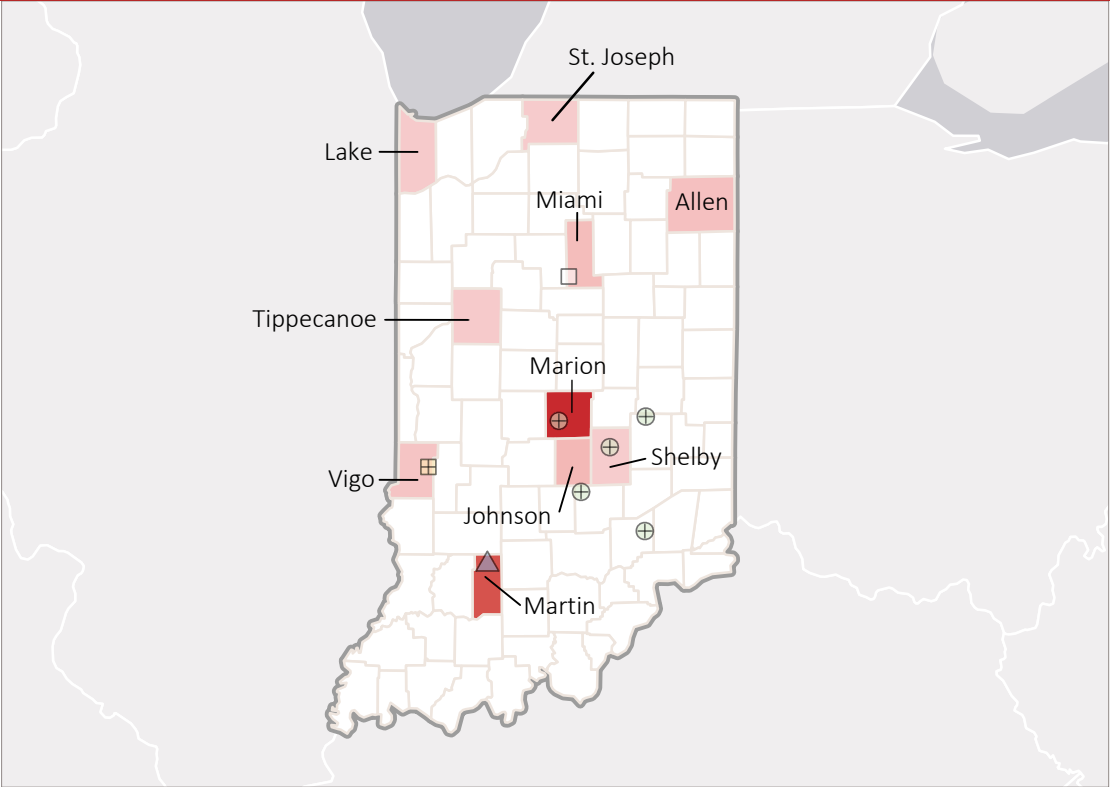 St. Joseph
Lake
Miami
Allen
Tippecanoe
Marion
Shelby
Vigo
Johnson
Martin